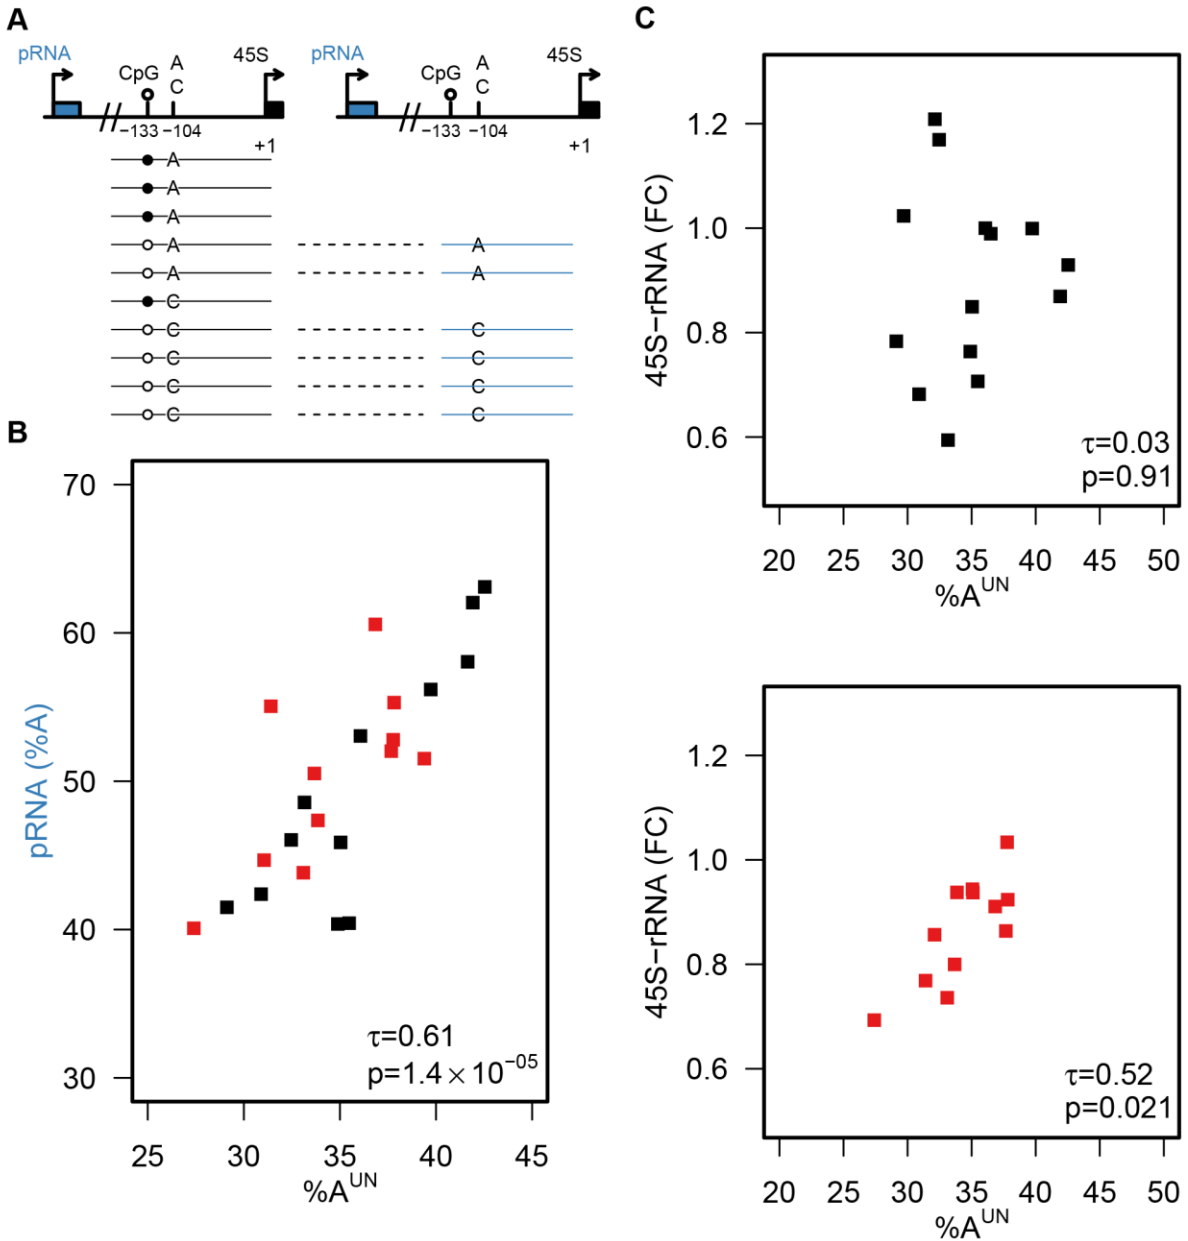 A
pRNA
CpG
A
C
45S
−133
−104
+1
pRNA
CpG
A
C
45S
−133
−104
+1
A
A
A
A A
A A
C
C C
C C
C C
C C
B
70
60
50
40
30
pRNA (%A)
τ=0.61
p=1.4×10−05
25 30 35 40 45
%AUN
C
1.2
1.0
0.8
0.6
45S−rRNA (FC)
τ=0.03
p=0.91
20 25 30 35 40 45 50
%AUN
1.2
1.0
0.8
0.6
45S−rRNA (FC)
τ=0.52
p=0.021
20 25 30 35 40 45 50
%AUN